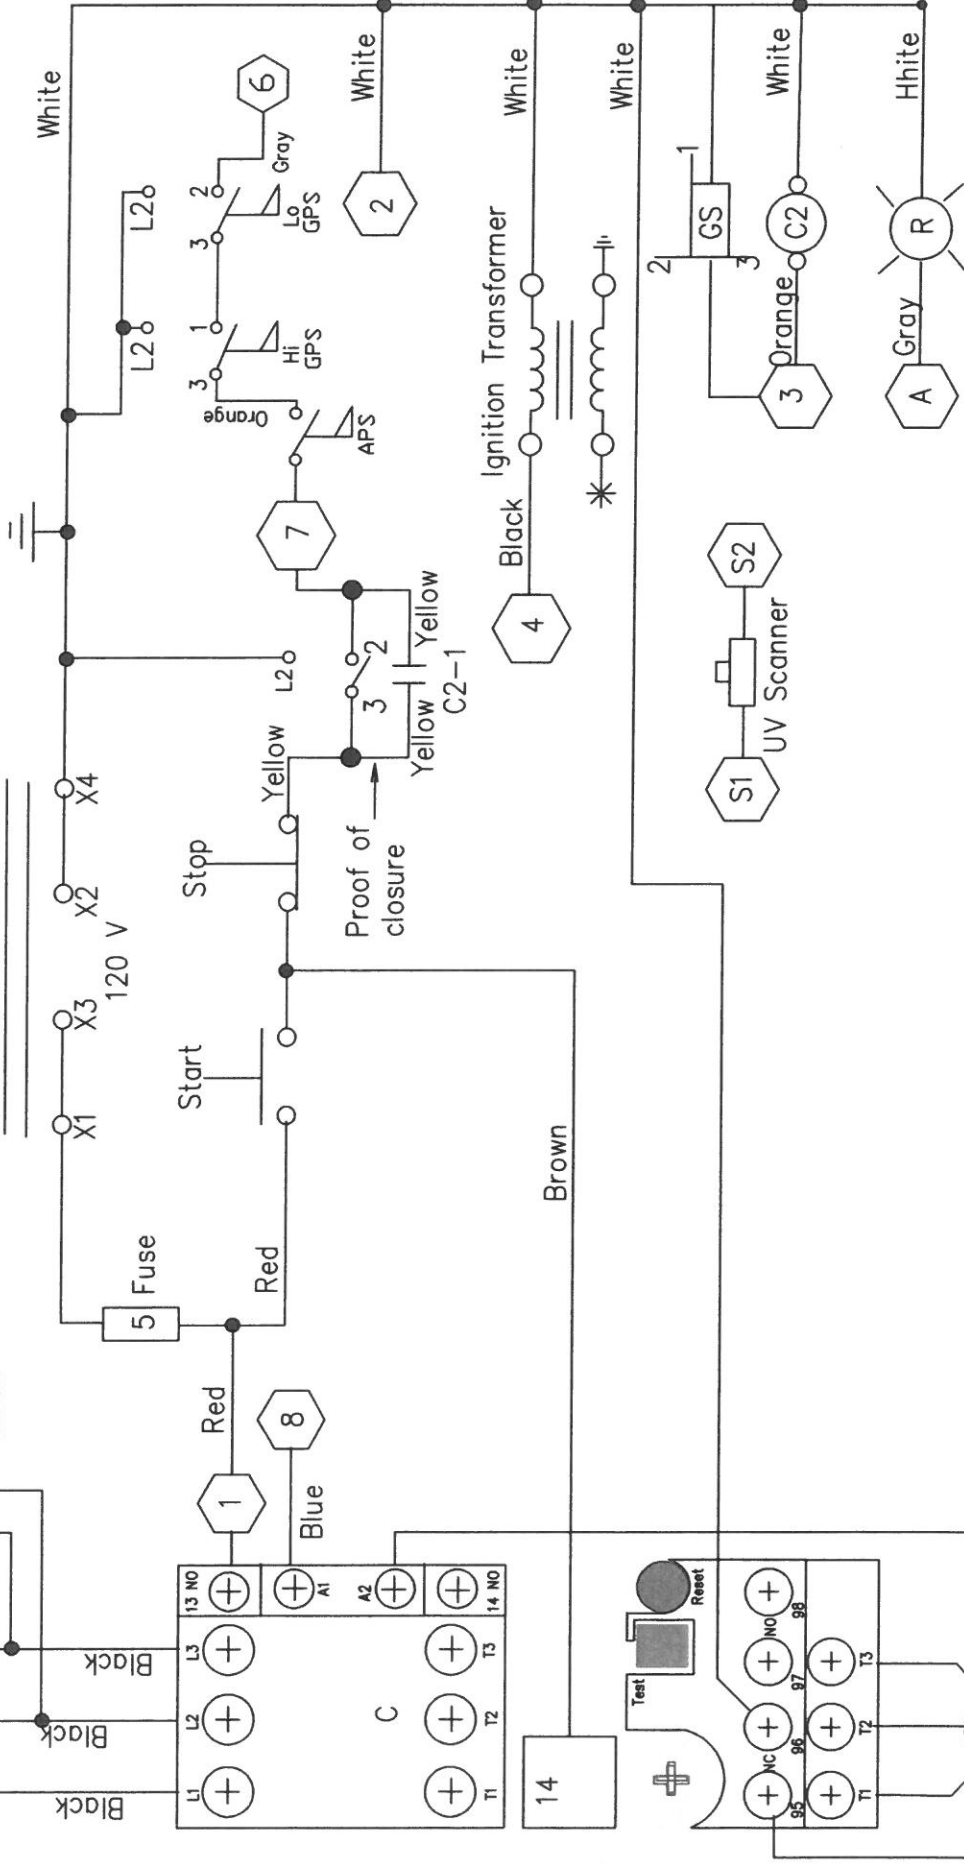 White
White
White
White
White
Hhite
6
Gray
2
3
Lo
GPS
L2
L2
1
3
Hi
GPS
Orange
APS
7
2
Ignition Transformer
Black
4
1
GS
2
3
C2
Orange
3
R
Gray
A
S2
UV Scanner
S1
X4
X2
120 V
X3
X1
L2
2
3
Yellow
Yellow
C2-1
Yellow
Stop
Proof of
closure
Start
5 Fuse
Red
Brown
Red
1
8
Blue
Black
Black
Black
13 NO
A1
A2
14 NO
L3
L2
L1
C
T3
T2
T1
14
Reset
Test
98
NO
97
96
NC
95
T3
T2
T1